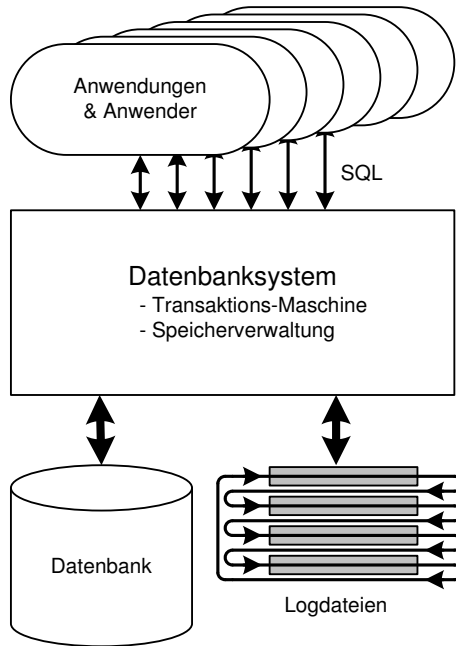 Anwendungen
& Anwender
SQL
Datenbanksystem
- Transaktions-Maschine
- Speicherverwaltung
Datenbank
Logdateien